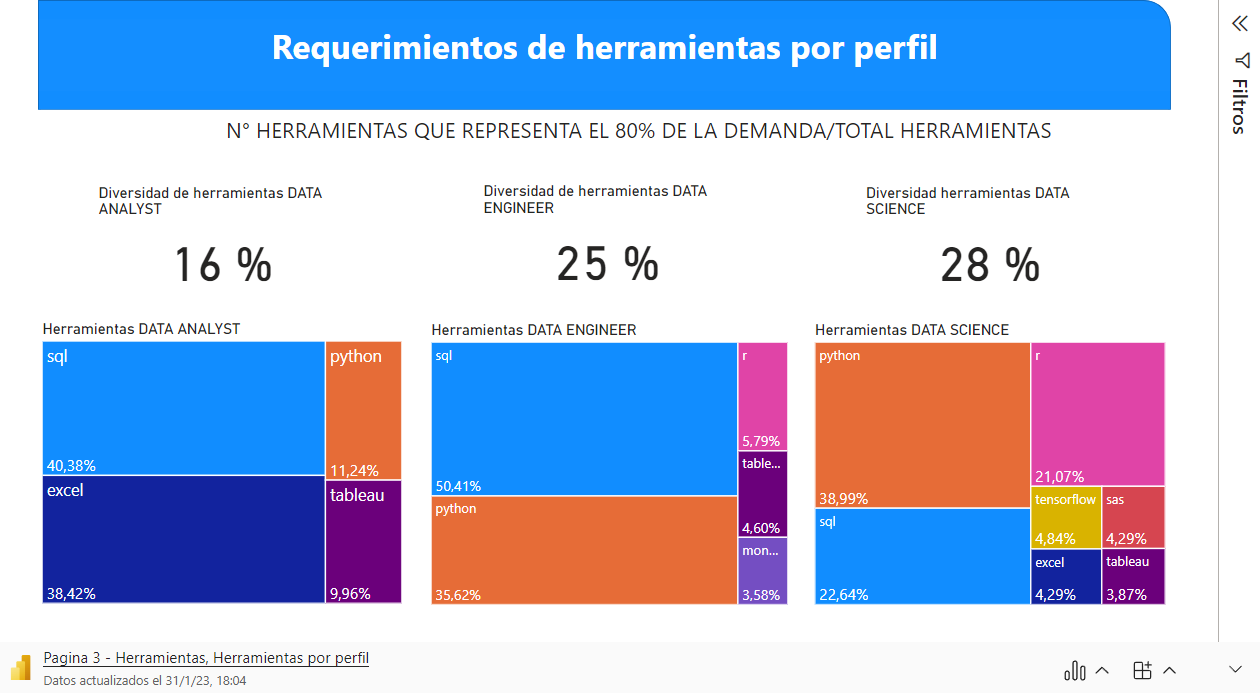 Requerimientos de herramientas por perfil
N° HERRAMIENTAS QUE REPRESENTA EL 80% DE LA DEMANDA/TOTAL HERRAMIENTAS
Diversidad de herramientas DATA
ANALYST
16 %
Diversidad de herramientas DATA
ENGINEER
25 %
Diversidad herramientas DATA
SCIENCE
28 %
Herramientas DATA ANALYST
sql
40,38%
excel
38,42%
python
11,24%
tableau
9,96%
Herramientas DATA ENGINEER
sql
50,41%
python
35,62%
r
5,79%
table...
4,60%
mon...
3,58%
Herramientas DATA SCIENCE
python
38,99%
sql
22,64%
r
21,07%
tensorflow
4,84%
sas
4,29%
excel
4,29%
tableau
3,87%
Filtros
Pagina 3 - Herramientas, Herramientas por perfil
Datos actualizados el 31/1/23, 18:04